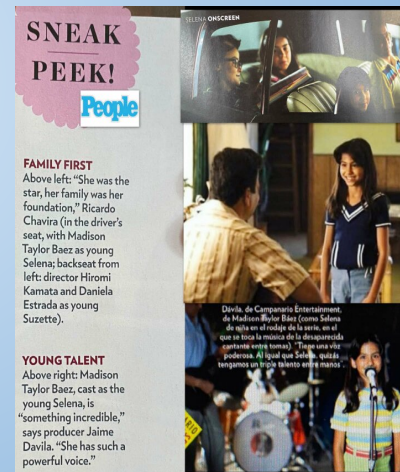 SNEAK
PEEK!
People
SELENA ONSCREEN
FAMILY FIRST
Above left: “She was the
star, her family was her
foundation,” Ricardo
Chavira (in the driver’s
seat, with Madison
Taylor Baez as young
Selena; backseat from
left: director Hiromi
Kamata and Daniela
Estrada as young
Suzette).
YOUNG TALENT
Above right: Madison
Taylor Baez, cast as the
young Selena, is
“something incredible,”
says producer Jaime
Davila. “She has such a
powerful voice.”
Dávila, de Campanario Entertainment,
de Madison Taylor Báez (como Selena
de niña en el rodaje de la serie, en el
que se toca la música de la desaparecida
cantante entre tomas). "Tiene una voz
poderosa. Al igual que Selena, quizás
tengamos un triple talento entre manos".